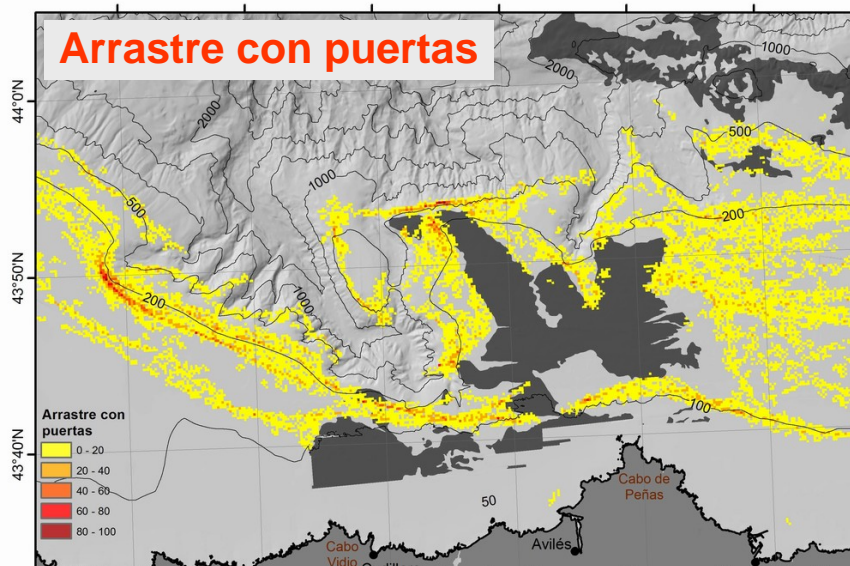 Arrastre con puertas
1000
2000
2000
44°0'N
500
1000
200
500
43°50'N
200
1000
100
Arrastre con
puertas
0 - 20
20 - 40
40 - 60
60 - 80
80 - 100
43°40'N
50
Cabo de
Peñas
Avilés
Cabo
Vidio